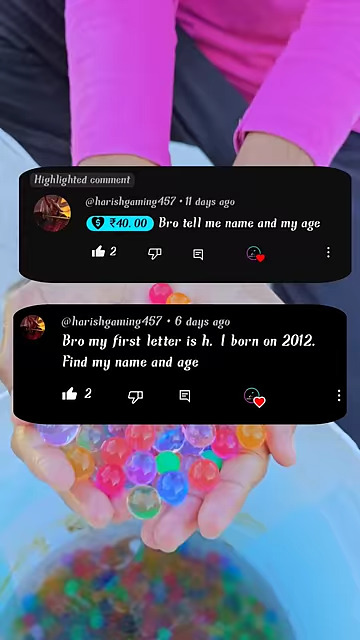 Highlighted comment
@harishgaming457 • 11 days ago
₹40.00 Bro tell me name and my age
2
@harishgaming457 • 6 days ago
Bro my first letter is h. I born on 2012.
Find my name and age
2